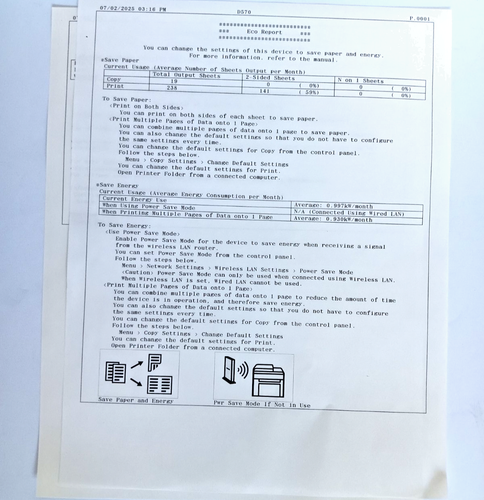 07/02/2025 03:16 PM D570 P.0001
************************
*** Eco Report ***
************************
You can change the settings of this device to save paper and energy.
For more information, refer to the manual.
Save Paper
Current Usage (Average Number of Sheets Output per Month)
Total Output Sheets 2 Sided Sheets N on 1 Sheets
Copy 19 0 ( 0%) 0 ( 0%)
Print 238 141 ( 59%) 0 ( 0%)
To Save Paper:
(Print on Both Sides)
You can print on both sides of each sheet to save paper.
(Print Multiple Pages of Data onto 1 Page)
You can combine multiple pages of data onto 1 page to save paper.
You can also change the default settings so that you do not have to configure
the same settings every time.
You can change the default settings for Copy from the control panel.
Follow the steps below.
Menu > Copy Settings > Change Default Settings
You can change the default settings for Print.
Open Printer Folder from a connected computer.
Save Energy
Current Usage (Average Energy Consumption per Month)
Current Energy Use Average: 0.997kW/month
When Using Power Save Mode N/A (Connected Using Wired LAN)
When Printing Multiple Pages of Data onto 1 Page Average: 0.939kW/month
To Save Energy:
(Use Power Save Mode)
Enable Power Save Mode for the device to save energy when receiving a signal
from the wireless LAN router.
You can set Power Save Mode from the control panel.
Follow the steps below.
Menu > Network Settings > Wireless LAN Settings > Power Save Mode
(Caution) Power Save Mode can only be used when connected using Wireless LAN.
When Wireless LAN is set, Wired LAN cannot be used.
(Print Multiple Pages of Data onto 1 Page)
You can combine multiple pages of data onto 1 page to reduce the amount of time
the device is in operation, and therefore save energy.
You can also change the default settings so that you do not have to configure
the same settings every time.
You can change the default settings for Copy from the control panel.
Follow the steps below.
Menu > Copy Settings > Change Default Settings
You can change the default settings for Print.
Open Printer Folder from a connected computer.
Save Paper and Energy
Pwr Save Mode if Not in Use